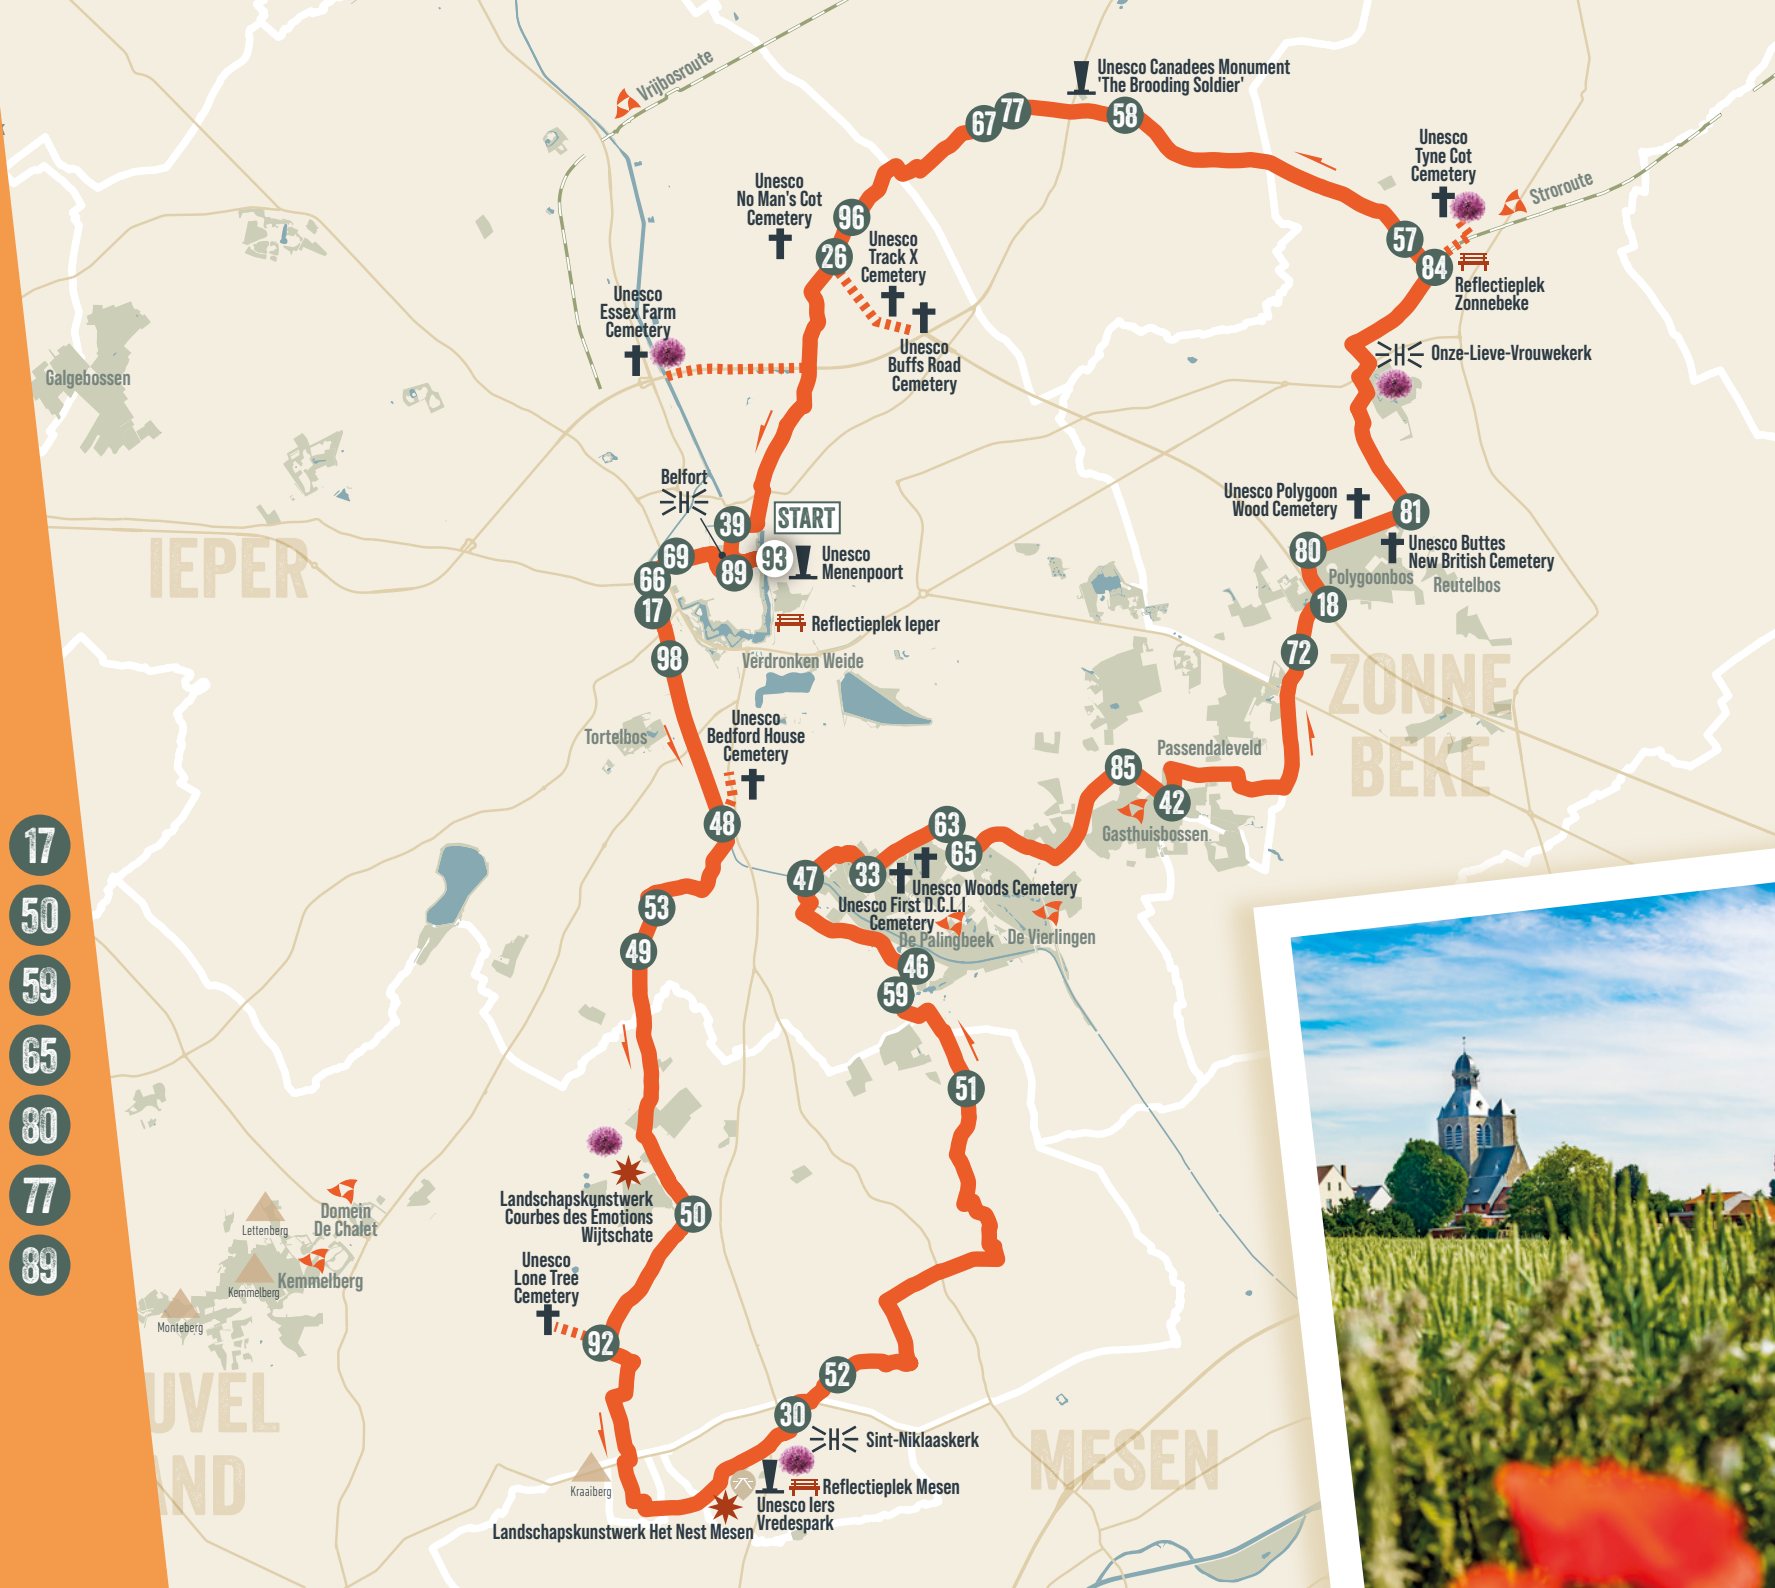 Vrijbosroute
Unesco Canadees Monument
'The Brooding Soldier'
67
77
58
Unesco
Tyne Cot
Cemetery
Stroroute
Unesco
No Man's Cot
Cemetery
96
26
Unesco
Track X
Cemetery
57
84
Reflectieplek
Zonnebeke
Unesco
Essex Farm
Cemetery
Unesco
Buffs Road
Cemetery
H
Onze-Lieve-Vrouwekerk
Galgebossen
Belfort
H
START
39
69
89
93
Unesco
Menenpoort
66
17
98
Reflectieplek Ieper
Verdronken Weide
IEPER
Unesco Polygoon
Wood Cemetery
81
80
Unesco Buttes
New British Cemetery
Polygoonbos
Reutelbos
18
72
ZONNE
BEKE
Tortelbos
Unesco
Bedford House
Cemetery
48
Passendaleveld
85
42
Gasthuisbossen
63
65
47
33
Unesco Woods Cemetery
Unesco First D.C.L.I
Cemetery
De Palingbeek
De Vierlingen
46
59
53
49
51
17
50
59
65
80
77
89
Landschapskunstwerk
Courbes des Émotions
Wijtschate
50
Unesco
Lone Tree
Cemetery
92
Domein
De Chalet
Lettenberg
Kemmelberg
Kemmelberg
Monteberg
UVEL
AND
52
30
H
Sint-Niklaaskerk
MESEN
Kraaiberg
Reflectieplek Mesen
Unesco Iers
Vredespark
Landschapskunstwerk Het Nest Mesen